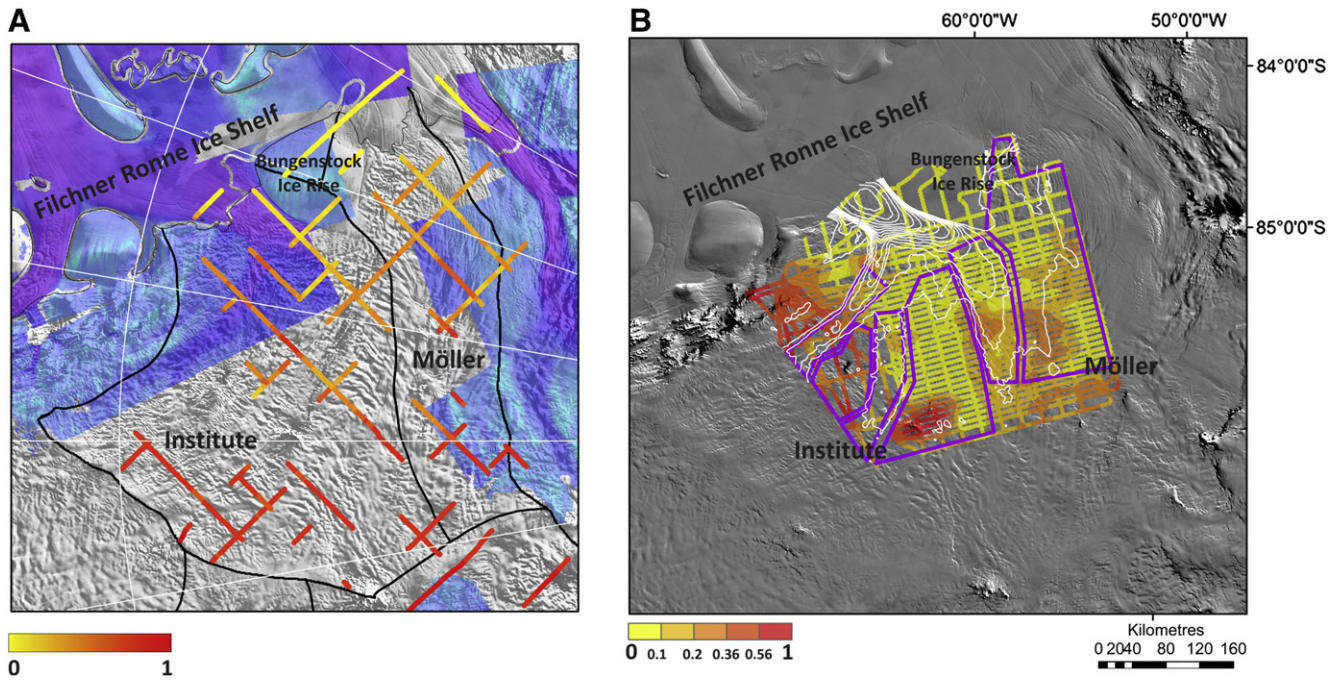 A
Filchner Ronne Ice Shelf
Bungenstock
Ice Rise
Möller
Institute
0 1
B
60°0'0"W 50°0'0"W
84°0'0"S
85°0'0"S
Filchner Ronne Ice Shelf
Bungenstock
Ice Rise
Möller
Institute
0 0.1 0.2 0.36 0.56 1
Kilometres
0 20 40 80 120 160